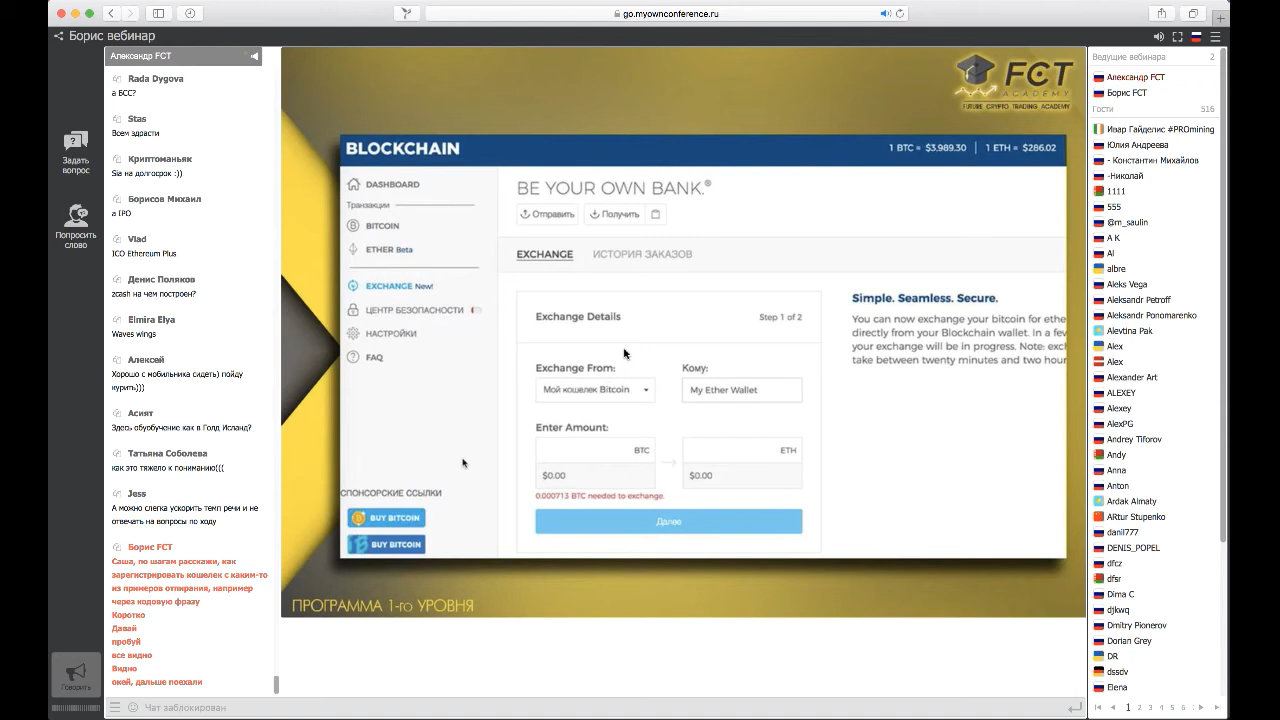 go.myownconference.ru
Борис вебинар
Александр FCT
Rada Dygova
а БСС?
Stas
Всем здрасти
Криптоманьяк
Sia на долгосрок :))
Борисов Михаил
а IPO
Vlad
ICO Ethereum Plus
Денис Поляков
zcash на чем построен?
Elmira Elya
Waves wings
Алексей
Хорошо с мобильника сидеть) пойду
курить)))
Асият
Здесь обуобучение как в Голд Исланд?
Татьяна Соболева
как это тяжело к пониманию(((
Jess
А можно слегка ускорить темп речи и не
отвечать на вопросы по ходу
Борис FCT
Саша, по шагам расскажи, как
зарегистрировать кошелек с каким-то
из примеров отпирания, например
через кодовую фразу
Коротко
Давай
пробуй
все видно
Видно
окей, дальше поехали
Чат заблокирован
Задать
вопрос
Попросить
слово
Говорить
FCT
ACADEMY
FUTURE CRYPTO TRADING ACADEMY
BLOCKCHAIN
1 BTC = $3,989.30
1 ETH = $286.02
DASHBOARD
Транзакции
BITCOIN
ETHER Beta
EXCHANGE New!
ЦЕНТР БЕЗОПАСНОСТИ
НАСТРОЙКИ
FAQ
СПОНСОРСКИЕ ССЫЛКИ
BUY BITCOIN
BUY BITCOIN
BE YOUR OWN BANK.®
Отправить
Получить
EXCHANGE
ИСТОРИЯ ЗАКАЗОВ
Exchange Details
Step 1 of 2
Exchange From:
Кому:
Мой кошелек Bitcoin
My Ether Wallet
Enter Amount:
BTC
ETH
$0.00
$0.00
0.000713 BTC needed to exchange.
Далее
Simple. Seamless. Secure.
You can now exchange your bitcoin for ethe
directly from your Blockchain wallet. In a few
your exchange will be in progress. Note: exch
take between twenty minutes and two hour
ПРОГРАММА 1-го УРОВНЯ
Ведущие вебинара 2
Александр FCT
Борис FCT
Гости 516
Ивар Гайделис #PROmining
Юлия Андреева
- Константин Михайлов
-Николай
1111
555
@m_saulin
A K
Al
albre
Aleks Vega
Aleksandr Petroff
Aleksandr Ponomarenko
Alevtina Pak
Alex
Alex
Alexander Art
ALEXEY
Alexey
AlexPG
Andrey Tiforov
Andy
Anna
Anton
Ardak Almaty
ARtur Stupenko
danil777
DENIS_POPEL
dfcz
dfsr
Dima C
djkwq
Dmitry Pionerov
Dorian Grey
DR
dssdv
Elena
1 2 3 4 5 6